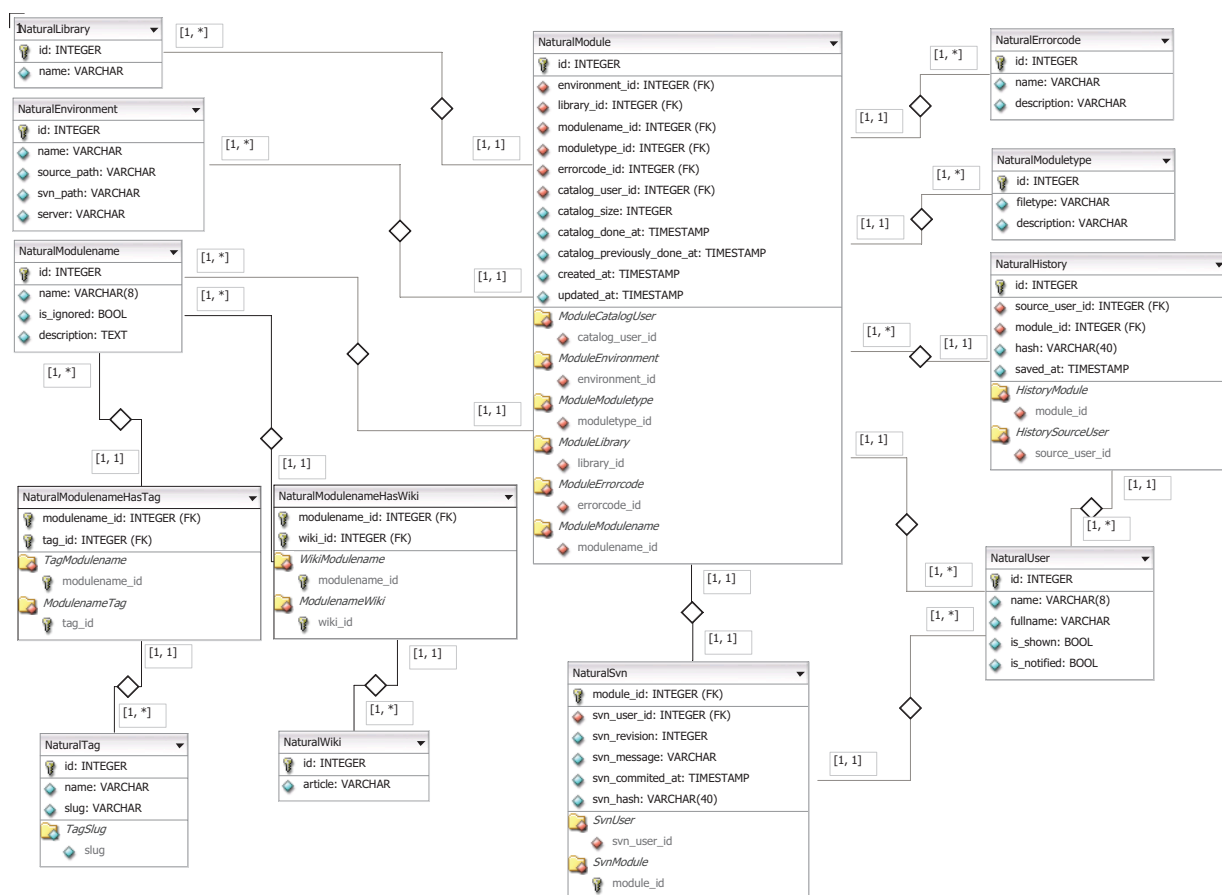 1
NaturalLibrary
id: INTEGER
name: VARCHAR
[1, *]
[1, 1]
NaturalEnvironment
id: INTEGER
name: VARCHAR
source_path: VARCHAR
svn_path: VARCHAR
server: VARCHAR
[1, *]
[1, 1]
NaturalModulename
id: INTEGER
name: VARCHAR(8)
is_ignored: BOOL
description: TEXT
[1, *]
[1, *]
[1, *]
[1, 1]
[1, 1]
[1, 1]
NaturalModulenameHasTag
modulename_id: INTEGER (FK)
tag_id: INTEGER (FK)
TagModulename
modulename_id
ModulenameTag
tag_id
[1, 1]
[1, *]
NaturalTag
id: INTEGER
name: VARCHAR
slug: VARCHAR
TagSlug
slug
NaturalModulenameHasWiki
modulename_id: INTEGER (FK)
wiki_id: INTEGER (FK)
WikiModulename
modulename_id
ModulenameWiki
wiki_id
[1, 1]
[1, *]
NaturalWiki
id: INTEGER
article: VARCHAR
NaturalModule
id: INTEGER
environment_id: INTEGER (FK)
library_id: INTEGER (FK)
modulename_id: INTEGER (FK)
moduletype_id: INTEGER (FK)
errorcode_id: INTEGER (FK)
catalog_user_id: INTEGER (FK)
catalog_size: INTEGER
catalog_done_at: TIMESTAMP
catalog_previously_done_at: TIMESTAMP
created_at: TIMESTAMP
updated_at: TIMESTAMP
ModuleCatalogUser
catalog_user_id
ModuleEnvironment
environment_id
ModuleModuletype
moduletype_id
ModuleLibrary
library_id
ModuleErrorcode
errorcode_id
ModuleModulename
modulename_id
[1, 1]
[1, 1]
NaturalSvn
module_id: INTEGER (FK)
svn_user_id: INTEGER (FK)
svn_revision: INTEGER
svn_message: VARCHAR
svn_commited_at: TIMESTAMP
svn_hash: VARCHAR(40)
SvnUser
svn_user_id
SvnModule
module_id
[1, *]
[1, 1]
NaturalErrorcode
id: INTEGER
name: VARCHAR
description: VARCHAR
[1, *]
[1, 1]
NaturalModuletype
id: INTEGER
filetype: VARCHAR
description: VARCHAR
[1, *]
[1, 1]
NaturalHistory
id: INTEGER
source_user_id: INTEGER (FK)
module_id: INTEGER (FK)
hash: VARCHAR(40)
saved_at: TIMESTAMP
HistoryModule
module_id
HistorySourceUser
source_user_id
[1, 1]
[1, 1]
[1, *]
[1, *]
[1, *]
[1, 1]
NaturalUser
id: INTEGER
name: VARCHAR(8)
fullname: VARCHAR
is_shown: BOOL
is_notified: BOOL